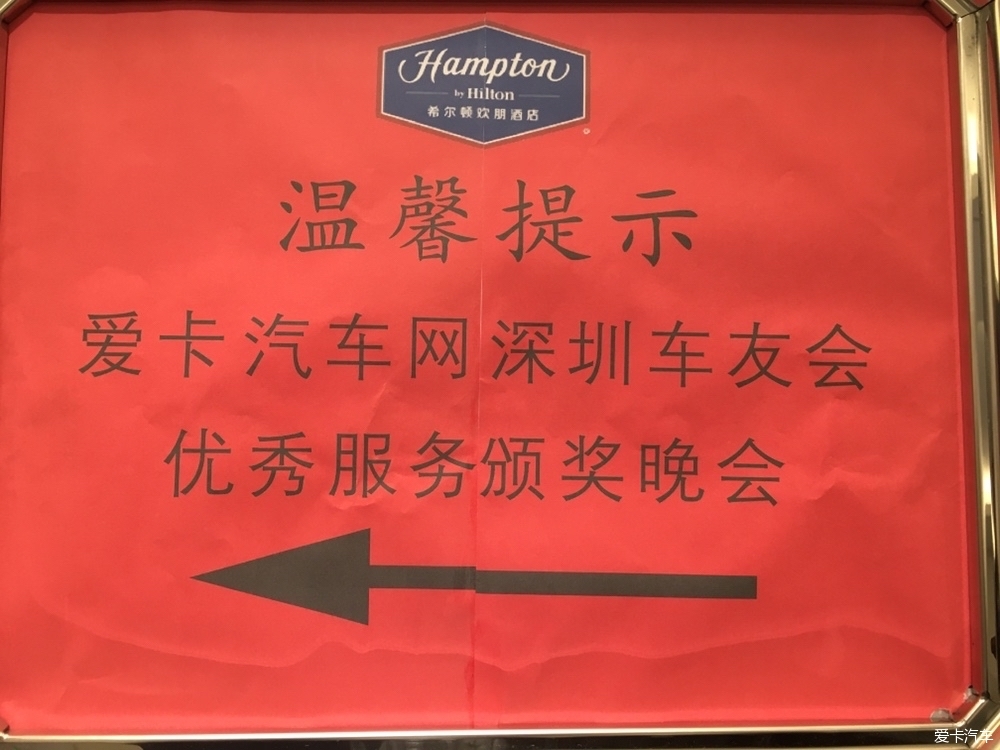 Hampton
by Hilton
希尔顿欢朋酒店
温馨提示
爱卡汽车网深圳车友会
优秀服务颁奖晚会
爱卡汽车